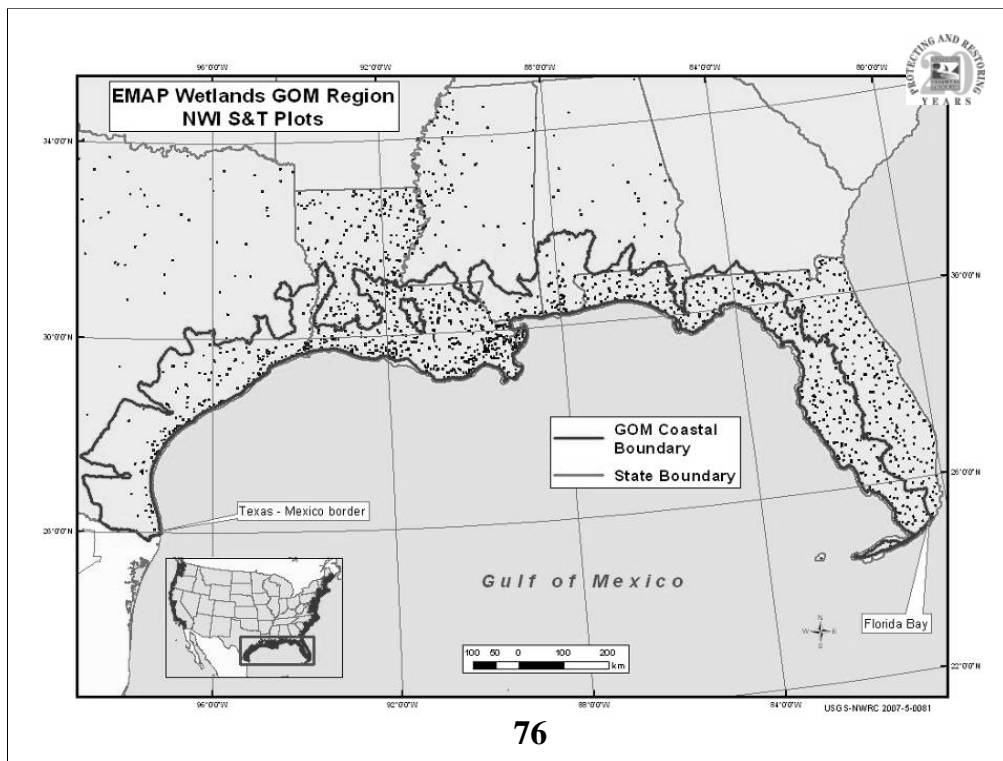 PROTECTING AND RESTORING
20
YEARS
96°0'0"W
92°0'0"W
88°0'0"W
84°0'0"W
80°0'0"W
EMAP Wetlands GOM Region
NWI S&T Plots
34°0'0"N
30°0'0"N
30°0'0"N
GOM Coastal
Boundary
State Boundary
26°0'0"N
Texas - Mexico border
26°0'0"N
Gulf of Mexico
Florida Bay
N
W
E
S
100 50 0 100 200
km
22°0'0"N
96°0'0"W
92°0'0"W
88°0'0"W
84°0'0"W
USGS-NWRC 2007-5-0081
76